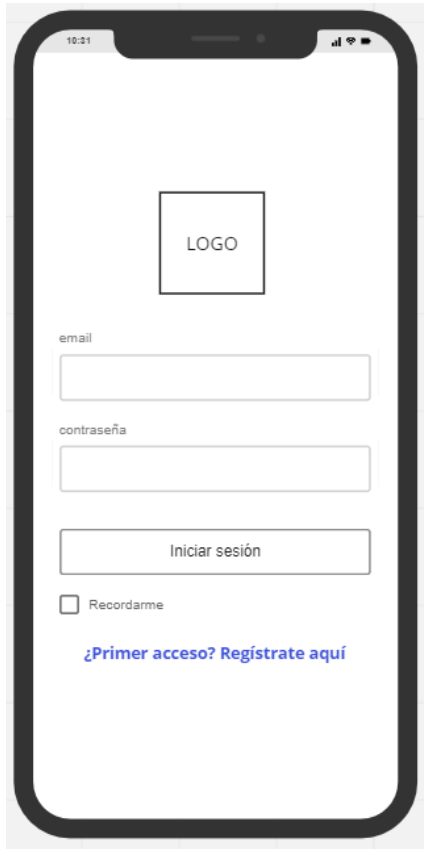 10:31
LOGO
email
contraseña
Iniciar sesión
Recordarme
¿Primer acceso? Regístrate aquí